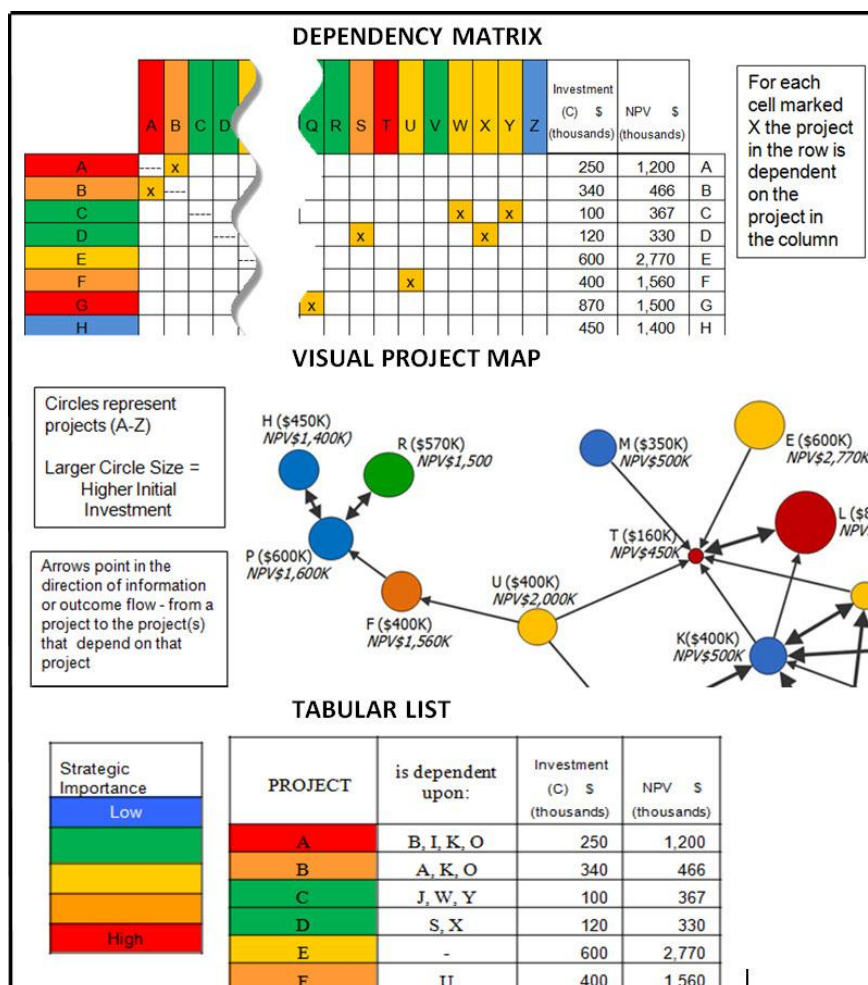 DEPENDENCY MATRIX
A B C D Q R S T U V W X Y Z Investment (C) $ (thousands) NPV $ (thousands)
A ---- x 250 1,200 A
B x ---- 340 466 B
C ---- x x 100 367 C
D ---- x x 120 330 D
E ---- 600 2,770 E
F x 400 1,560 F
G x 870 1,500 G
H 450 1,400 H
For each
cell marked
X the project
in the row is
dependent
on the
project in
the column
VISUAL PROJECT MAP
Circles represent
projects (A-Z)
Larger Circle Size =
Higher Initial
Investment
Arrows point in the
direction of information
or outcome flow - from a
project to the project(s)
that depend on that
project
H ($450K)
NPV$1,400K)
R ($570K)
NPV$1,500
P ($600K)
NPV$1,600K
F ($400K)
NPV$1,560K
U ($400K)
NPV$2,000K
M ($350K)
NPV$500K
E ($600K)
NPV$2,770K
T ($160K)
NPV$450K
L ($8
NPV
K($400K)
NPV$500K
TABULAR LIST
Strategic
Importance
Low
High
PROJECT is dependent upon: Investment (C) $ (thousands) NPV $ (thousands)
A B, I, K, O 250 1,200
B A, K, O 340 466
C J, W, Y 100 367
D S, X 120 330
E - 600 2,770
F U 400 1,560